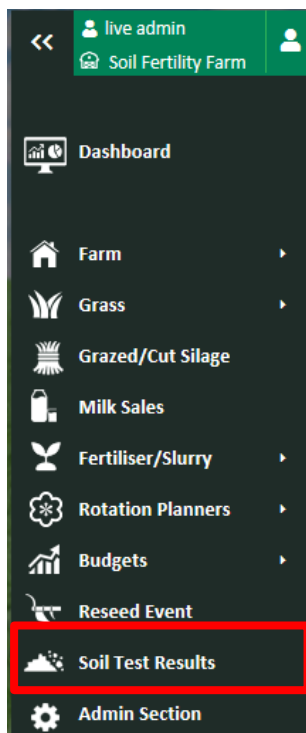 live admin
Soil Fertility Farm
Dashboard
Farm
Grass
Grazed/Cut Silage
Milk Sales
Fertiliser/Slurry
Rotation Planners
Budgets
Reseed Event
Soil Test Results
Admin Section